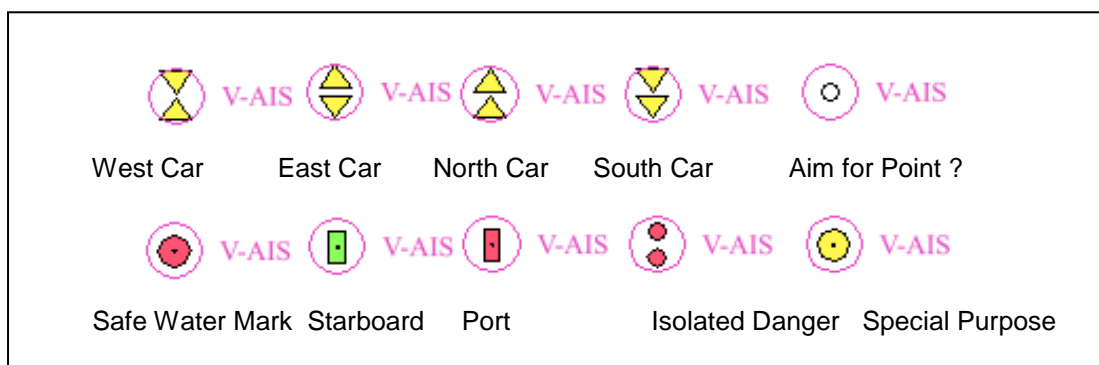 V-AIS V-AIS V-AIS V-AIS V-AIS
West Car East Car North Car South Car Aim for Point ?
V-AIS V-AIS V-AIS V-AIS V-AIS
Safe Water Mark Starboard Port Isolated Danger Special Purpose